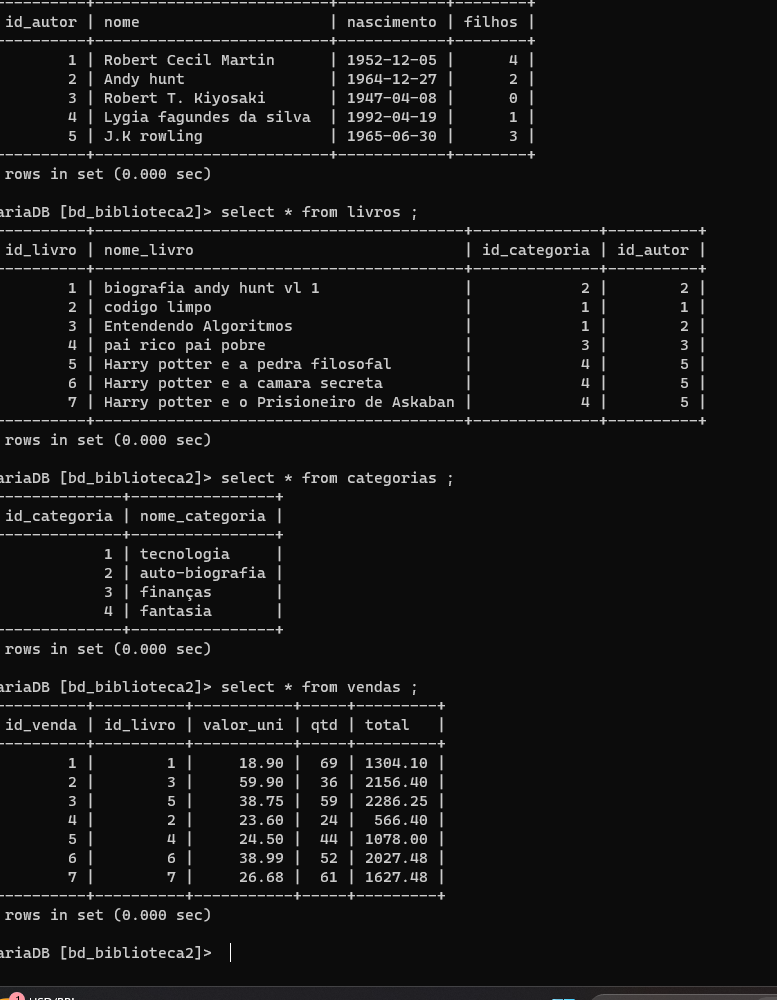 id_autor | nome | nascimento | filhos |
1 | Robert Cecil Martin | 1952-12-05 | 4 |
2 | Andy hunt | 1964-12-27 | 2 |
3 | Robert T. Kiyosaki | 1947-04-08 | 0 |
4 | Lygia fagundes da silva | 1992-04-19 | 1 |
5 | J.K rowling | 1965-06-30 | 3 |
rows in set (0.000 sec)
ariaDB [bd_biblioteca2]> select * from livros ;
id_livro | nome_livro | id_categoria | id_autor |
1 | biografia andy hunt vl 1 | 2 | 2 |
2 | codigo limpo | 1 | 1 |
3 | Entendendo Algoritmos | 1 | 2 |
4 | pai rico pai pobre | 3 | 3 |
5 | Harry potter e a pedra filosofal | 4 | 5 |
6 | Harry potter e a camara secreta | 4 | 5 |
7 | Harry potter e o Prisioneiro de Askaban | 4 | 5 |
rows in set (0.000 sec)
ariaDB [bd_biblioteca2]> select * from categorias ;
id_categoria | nome_categoria |
1 | tecnologia |
2 | auto-biografia |
3 | finanças |
4 | fantasia |
rows in set (0.000 sec)
ariaDB [bd_biblioteca2]> select * from vendas ;
id_venda | id_livro | valor_uni | qtd | total |
1 | 1 | 18.90 | 69 | 1304.10 |
2 | 3 | 59.90 | 36 | 2156.40 |
3 | 5 | 38.75 | 59 | 2286.25 |
4 | 2 | 23.60 | 24 | 566.40 |
5 | 4 | 24.50 | 44 | 1078.00 |
6 | 6 | 38.99 | 52 | 2027.48 |
7 | 7 | 26.68 | 61 | 1627.48 |
rows in set (0.000 sec)
ariaDB [bd_biblioteca2]>